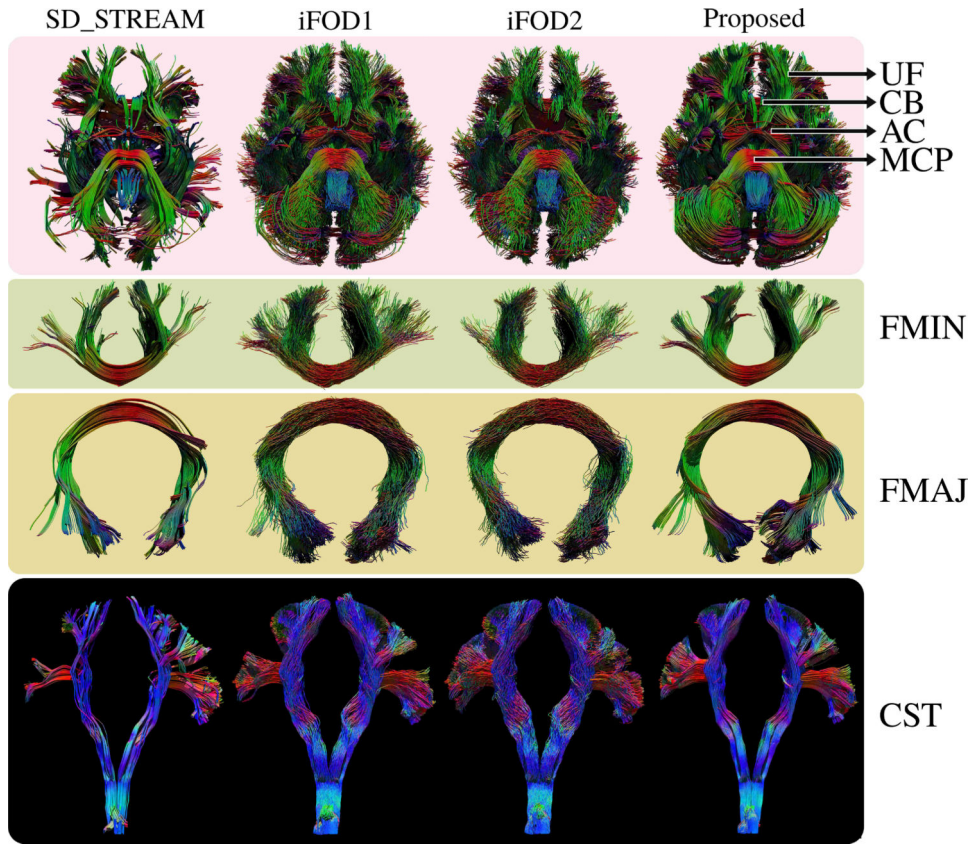 SD_STREAM iFOD1 iFOD2 Proposed
UF
CB
AC
MCP
FMIN
FMAJ
CST